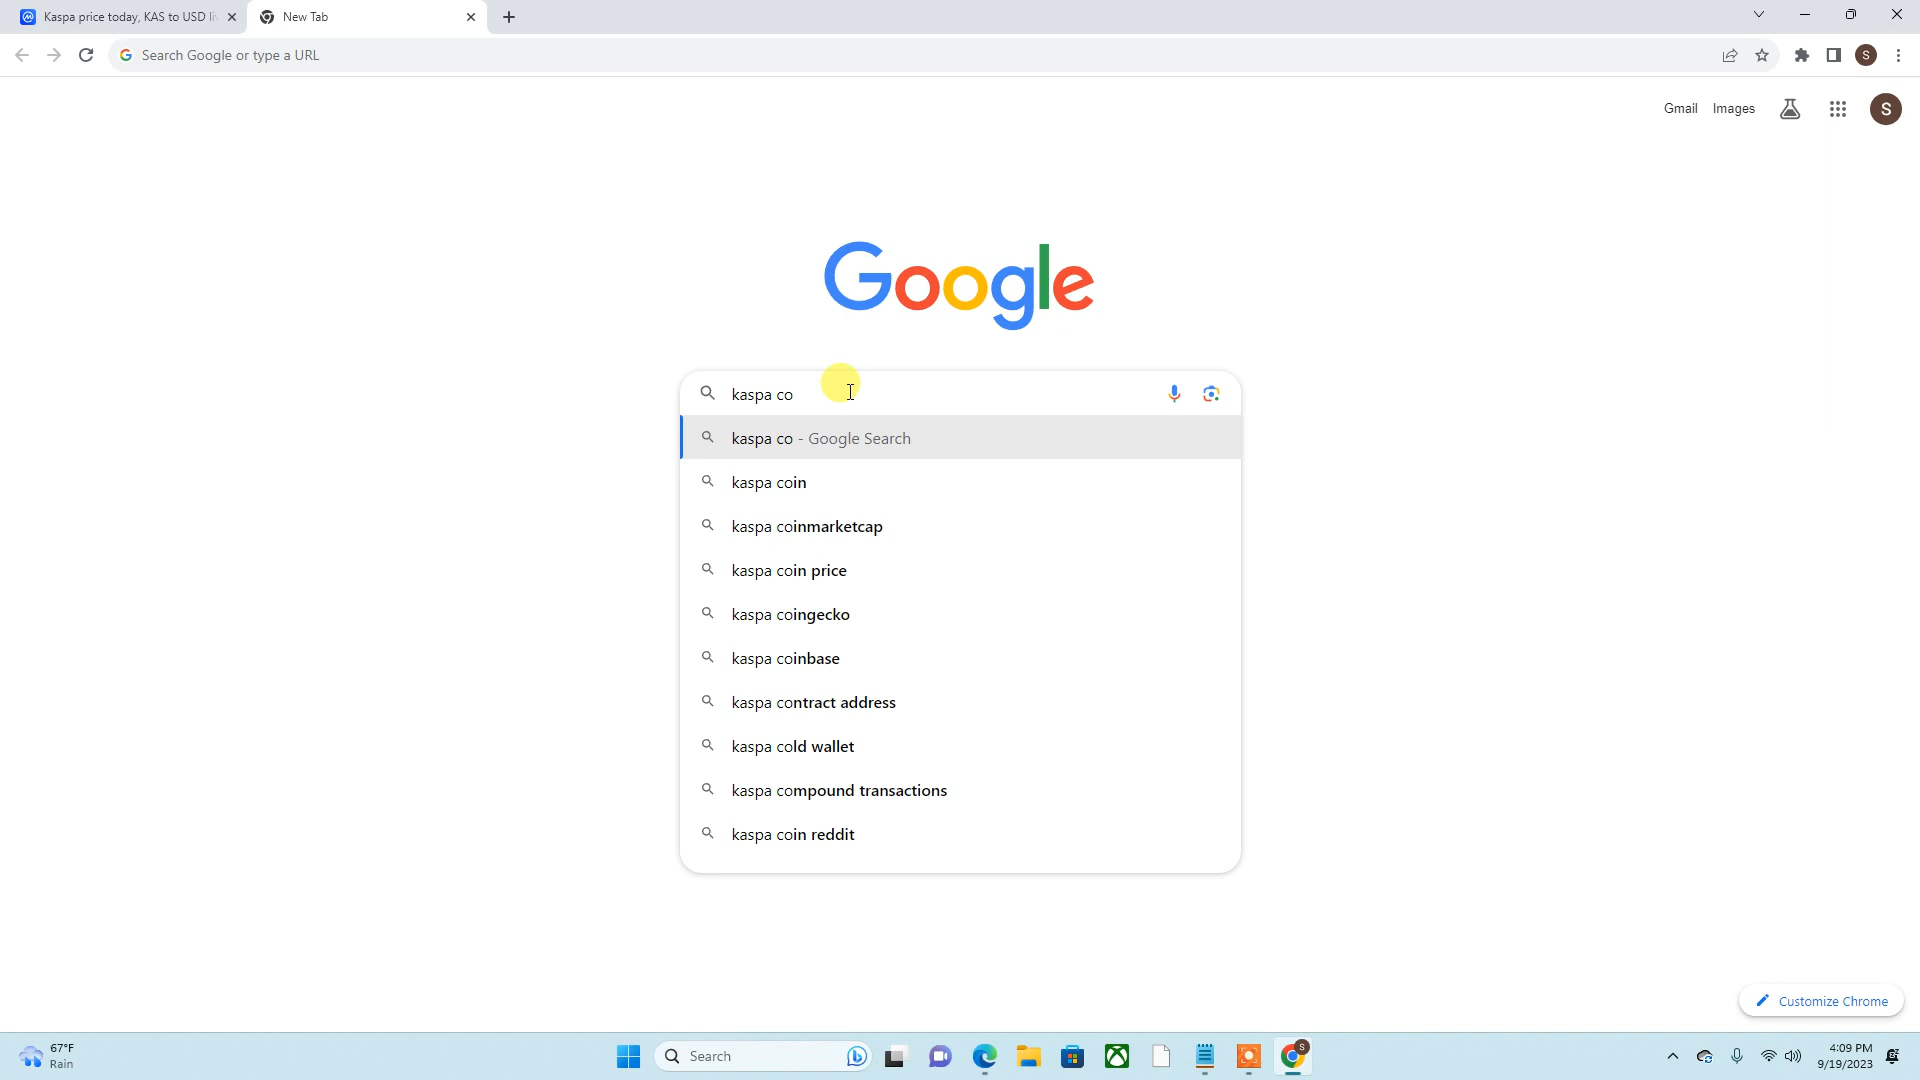 Kaspa price today, KAS to USD li
New Tab
Search Google or type a URL
S
Gmail
Images
S
Google
kaspa co
kaspa co - Google Search
kaspa coin
kaspa coinmarketcap
kaspa coin price
kaspa coingecko
kaspa coinbase
kaspa contract address
kaspa cold wallet
kaspa compound transactions
kaspa coin reddit
Customize Chrome
67°F
Rain
Search
S
4:09 PM
9/19/2023